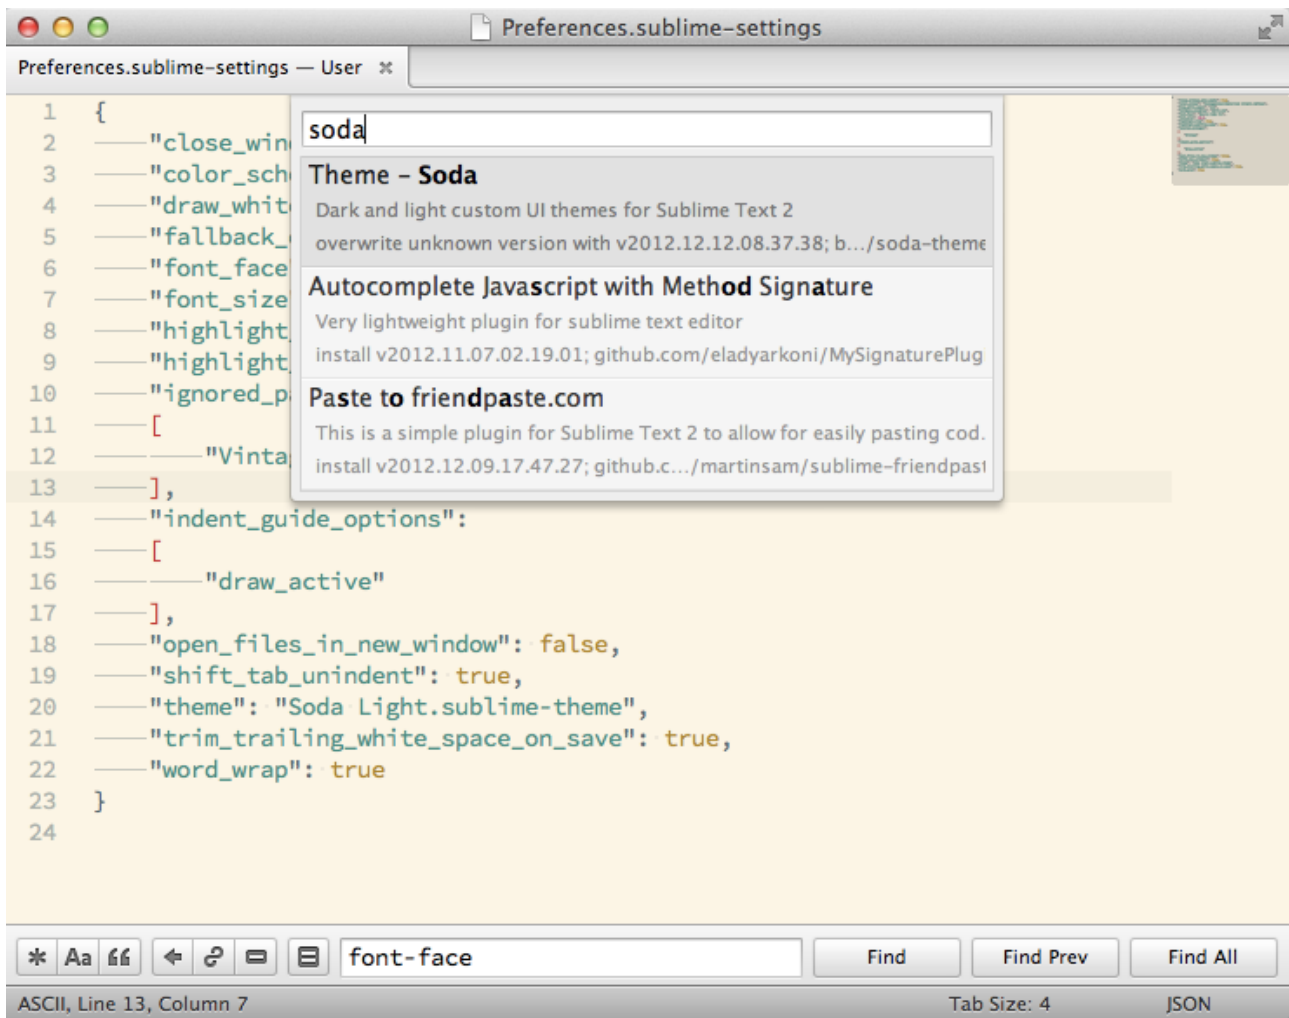 Preferences.sublime-settings
Preferences.sublime-settings — User
soda
Theme – Soda
Dark and light custom UI themes for Sublime Text 2
overwrite unknown version with v2012.12.12.08.37.38; b.../soda-theme
Autocomplete Javascript with Method Signature
Very lightweight plugin for sublime text editor
install v2012.11.07.02.19.01; github.com/eladyarkoni/MySignaturePlug
Paste to friendpaste.com
This is a simple plugin for Sublime Text 2 to allow for easily pasting cod.
install v2012.12.09.17.47.27; github.c.../martinsam/sublime-friendpast
1 {
2 "close_win
3 "color_sch
4 "draw_whit
5 "fallback_
6 "font_face
7 "font_size
8 "highlight_
9 "highlight_
10 "ignored_p
11 [
12 "Vinta
13 ],
14 "indent_guide_options":
15 [
16 "draw_active"
17 ],
18 "open_files_in_new_window": false,
19 "shift_tab_unindent": true,
20 "theme": "Soda Light.sublime-theme",
21 "trim_trailing_white_space_on_save": true,
22 "word_wrap": true
23 }
24
Aa font-face Find Find Prev Find All
ASCII, Line 13, Column 7 Tab Size: 4 JSON